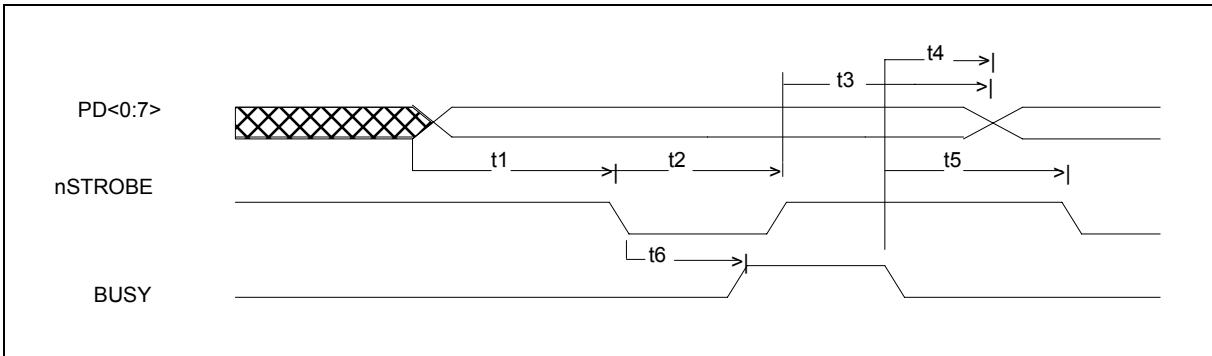 t4
t3
PD<0:7>
t1
t2
t5
nSTROBE
t6
BUSY